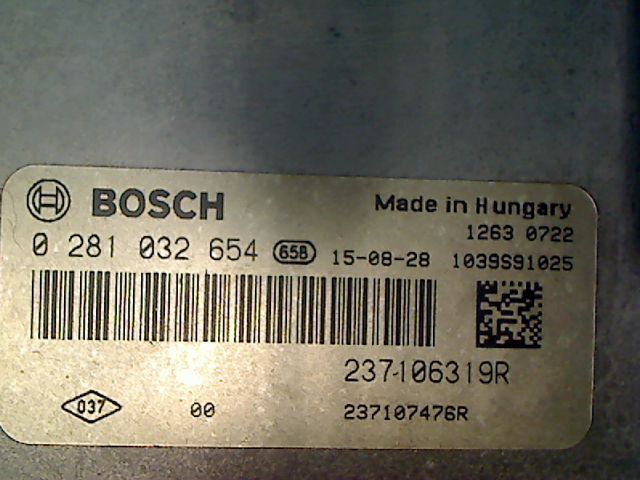 BOSCH
Made in Hungary
1263 0722
0 281 032 654 658 15-08-28 1039S91025
237106319R
037 00 237107476R